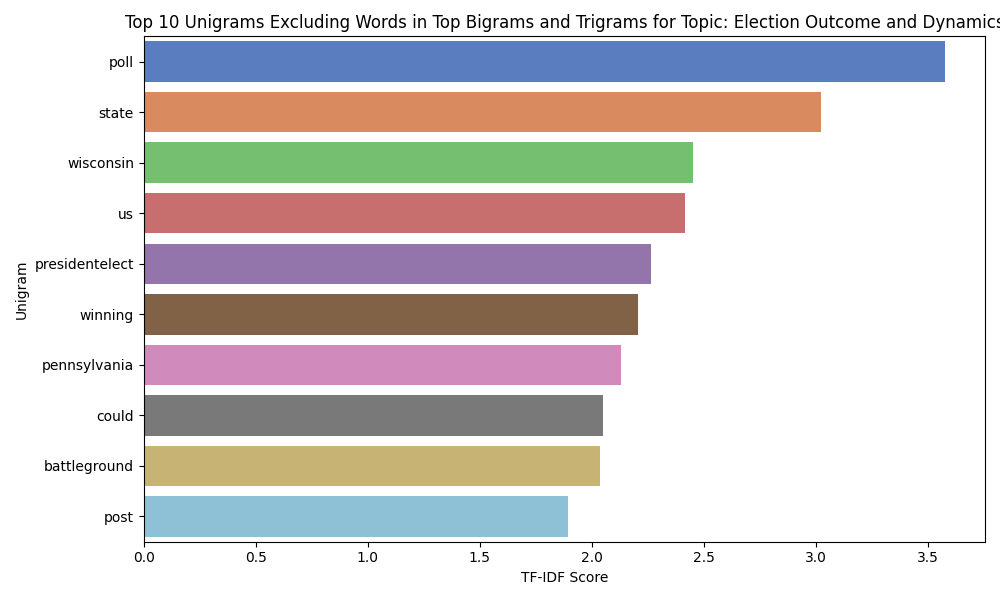 Top 10 Unigrams Excluding Words in Top Bigrams and Trigrams for Topic: Election Outcome and Dynamics
poll
state
wisconsin
us
presidentelect
winning
pennsylvania
could
battleground
post
Unigram
0.0 0.5 1.0 1.5 2.0 2.5 3.0 3.5
TF-IDF Score